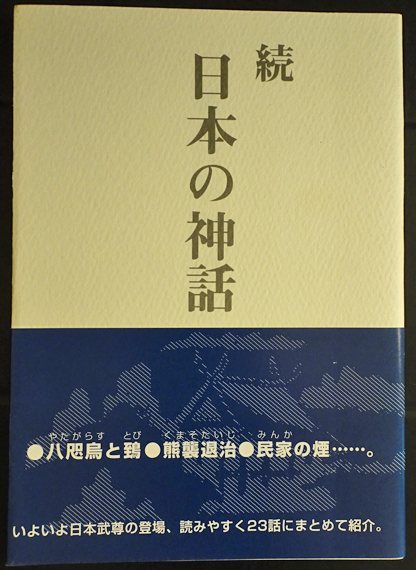 続
日本の神話
やたがらす とび くまそたいじ みんか
●八咫烏と鵄●熊襲退治●民家の煙……。
いよいよ日本武尊の登場、読みやすく23話にまとめて紹介。